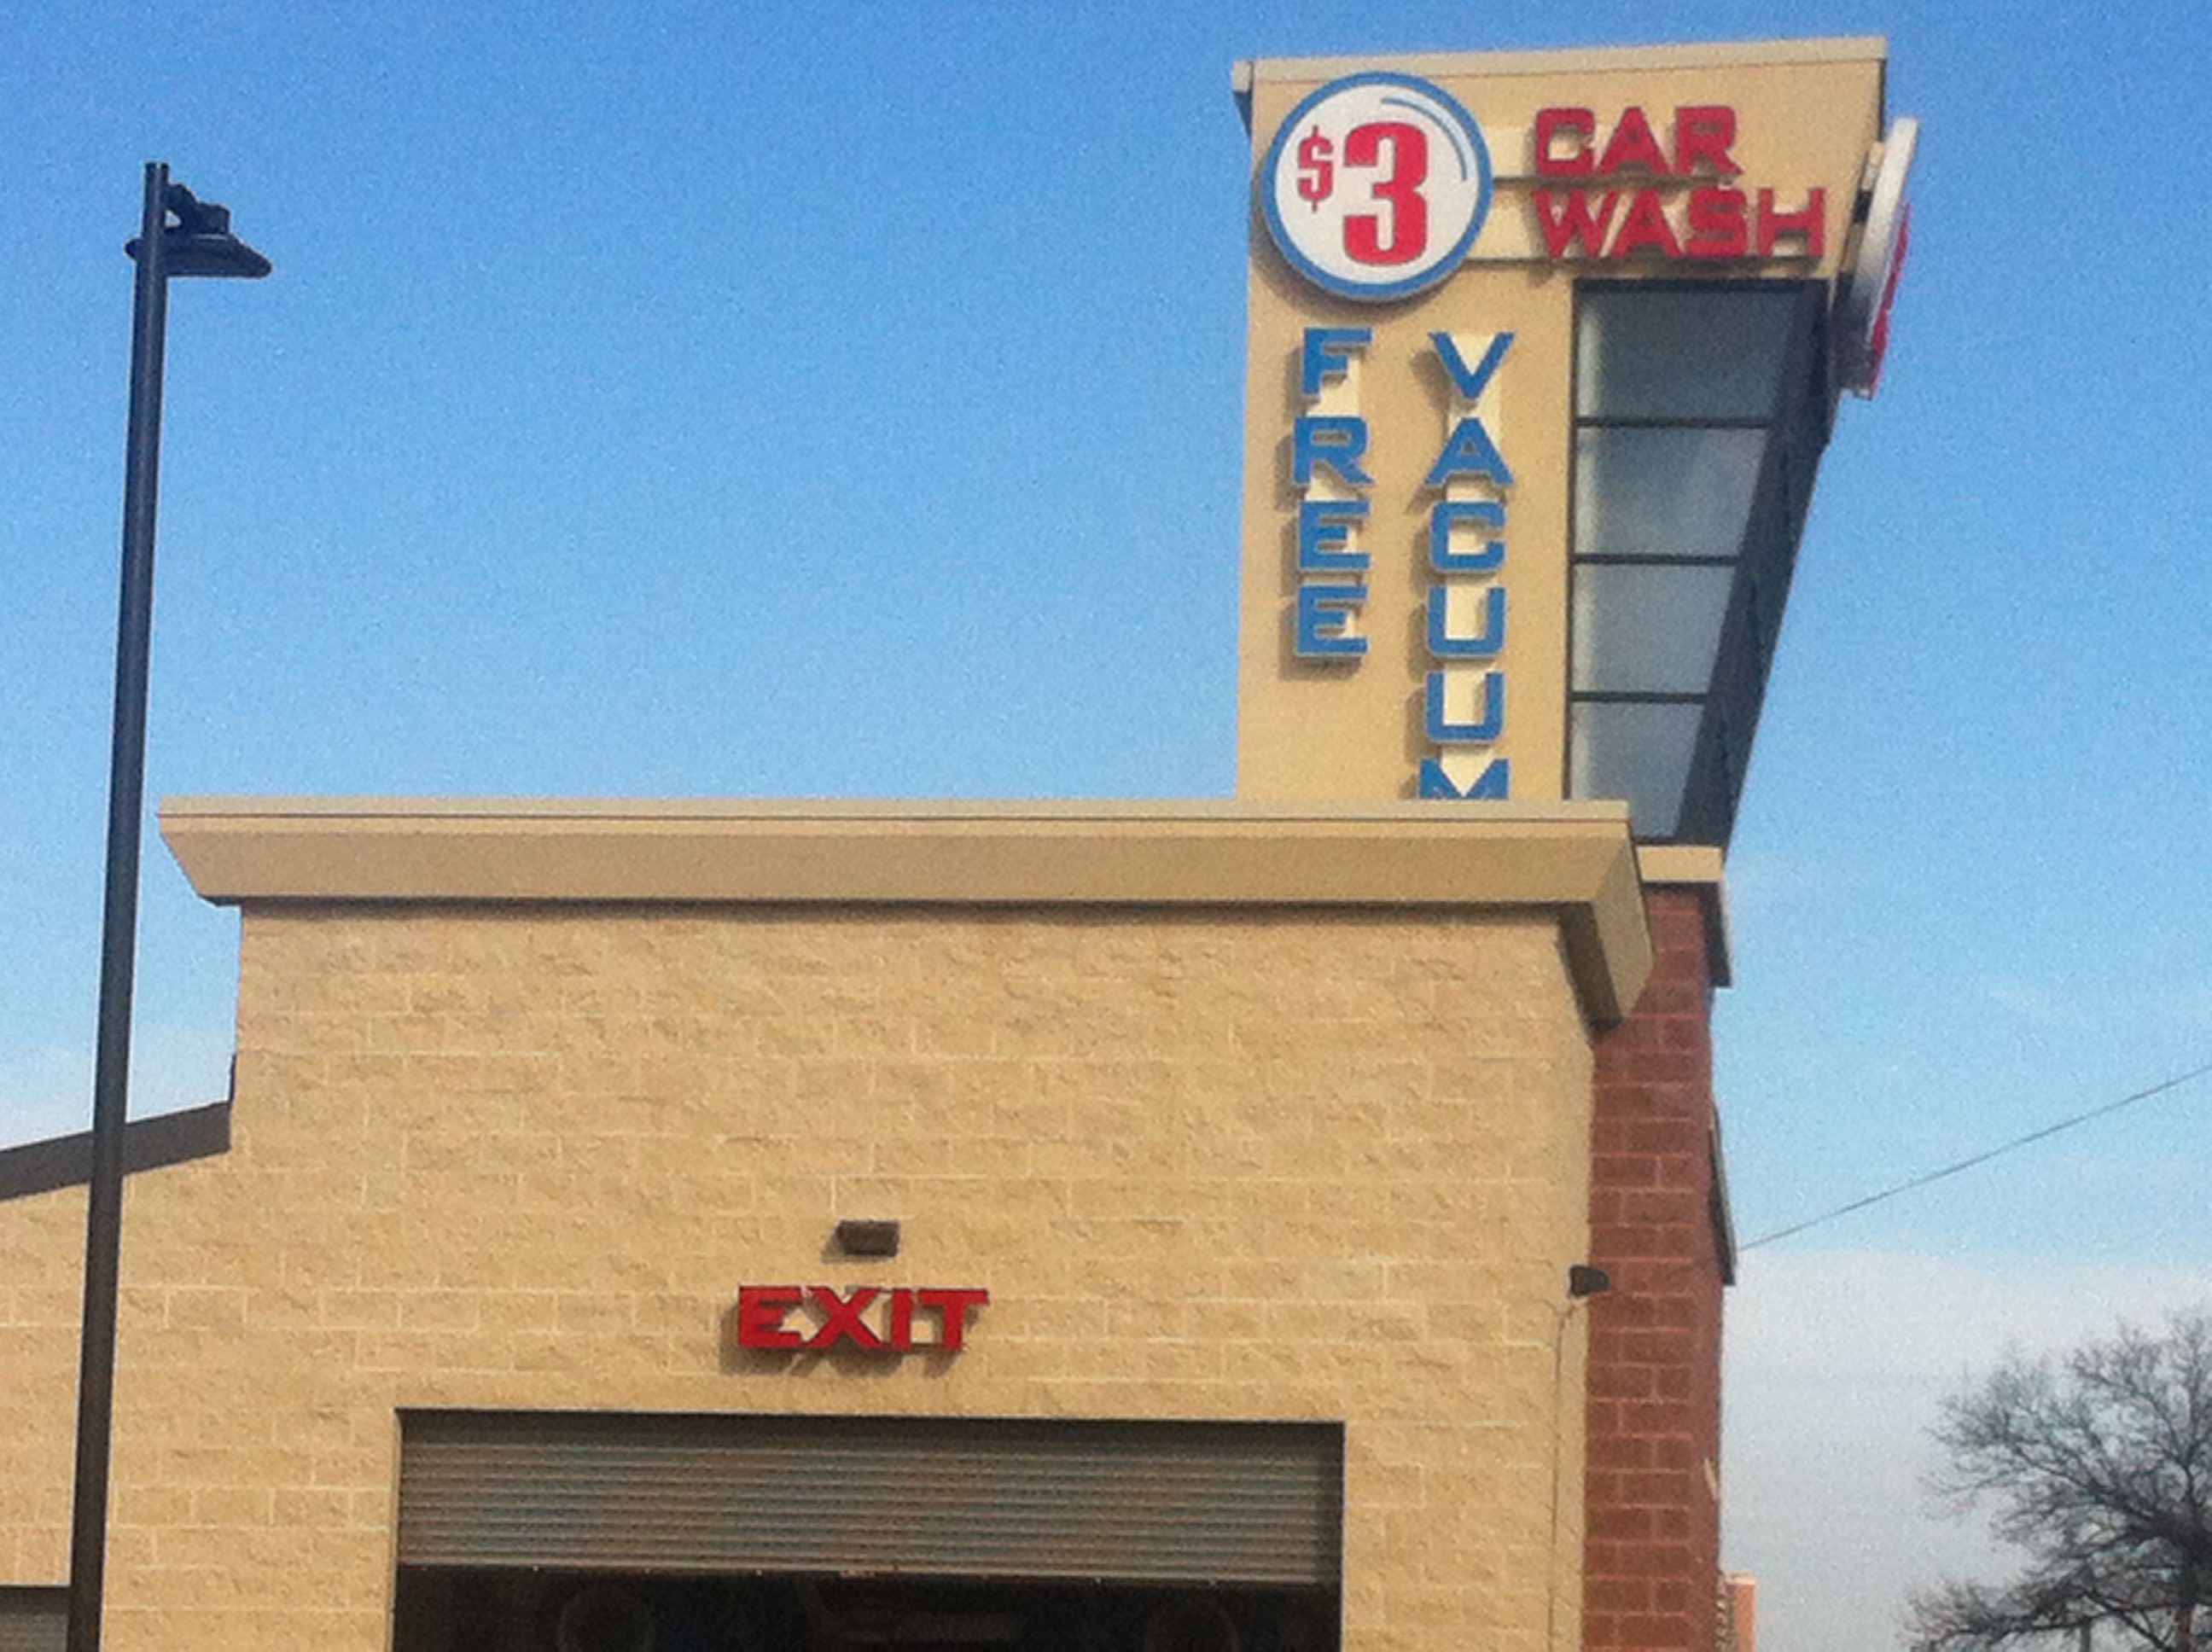 $3
CAR
WASH
FREE
VACUUM
EXIT